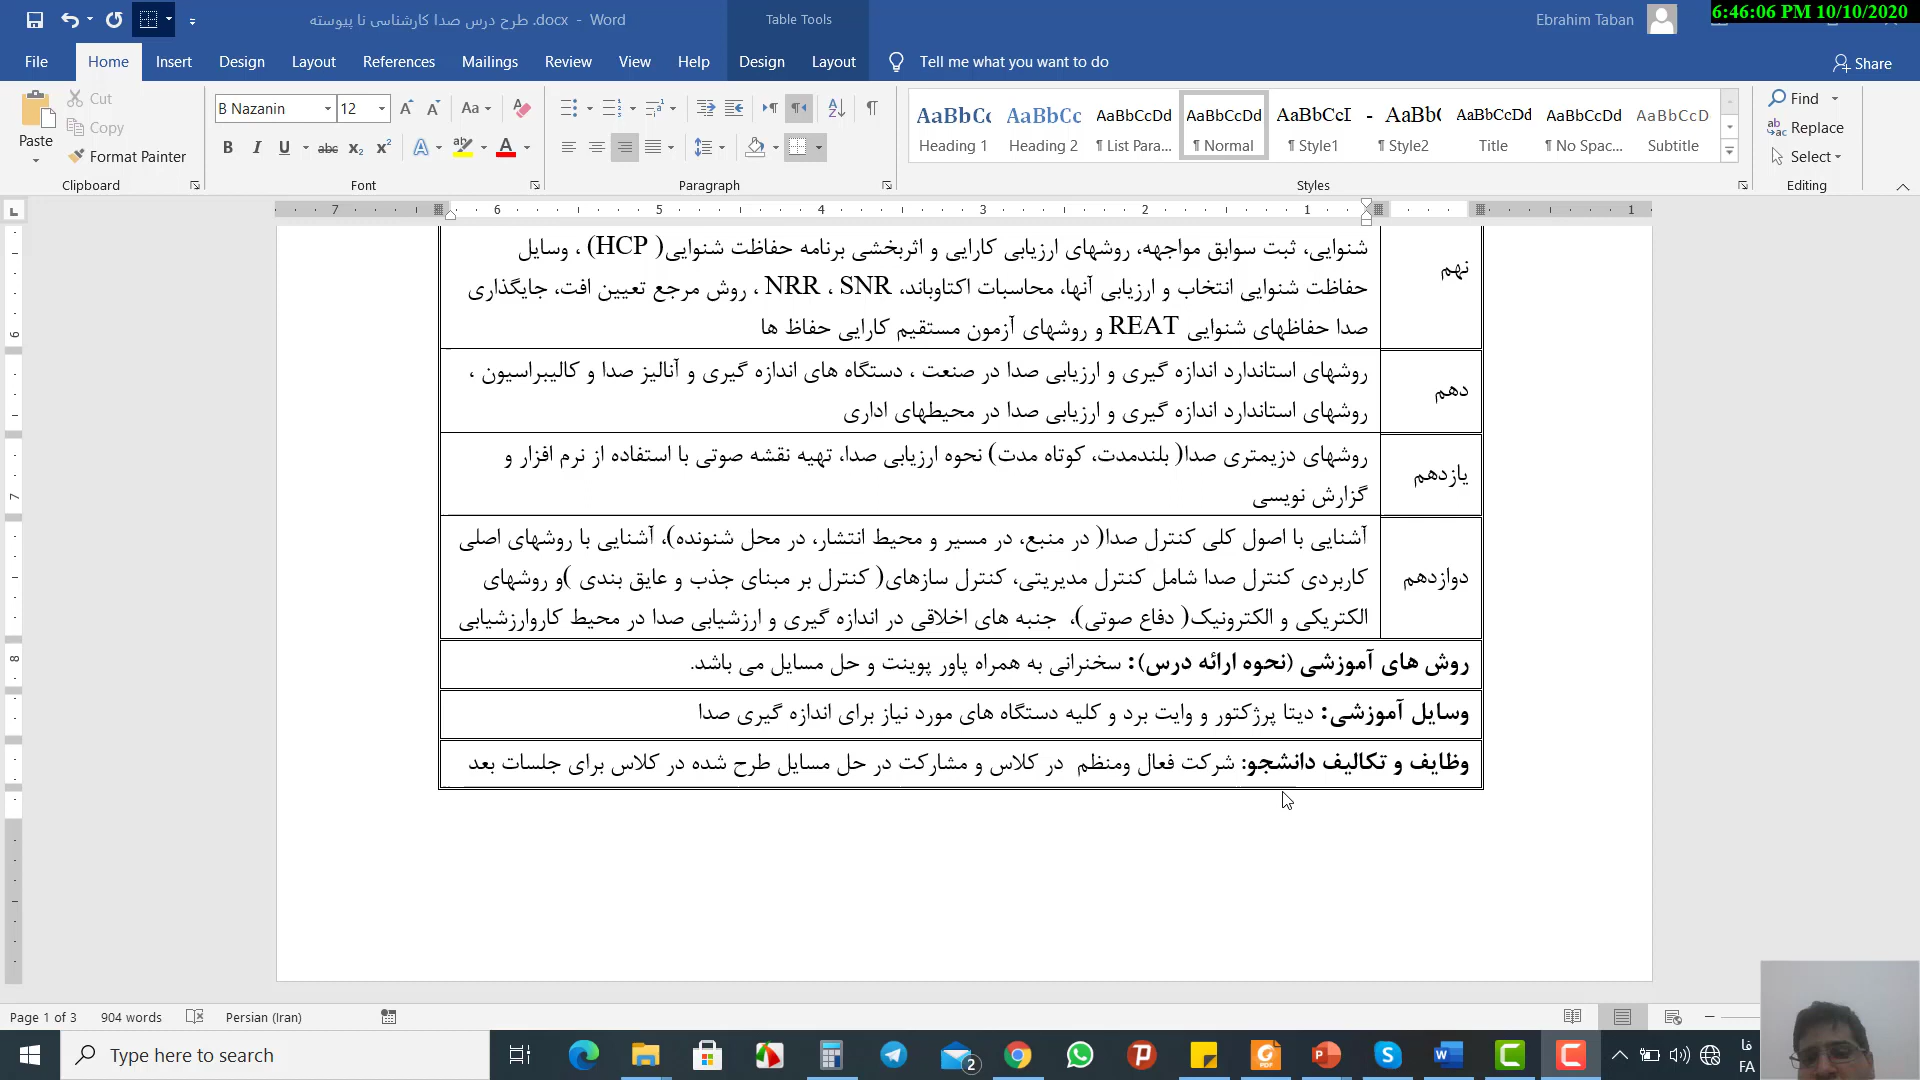 طرح درس صدا کارشناسی نا پیوسته .docx - Word
Table Tools
Ebrahim Taban
6:46:06 PM 10/10/2020
File Home Insert Design Layout References Mailings Review View Help Design Layout Tell me what you want to do Share
Paste
Cut
Copy
Format Painter
Clipboard
B Nazanin 12
Font
Paragraph
AaBbCc AaBbCc AaBbCcDd AaBbCcDd AaBbCcI AaBbC AaBbCcDd AaBbCcDd AaBbCcD
Heading 1 Heading 2 ¶ List Para... ¶ Normal ¶ Style1 ¶ Style2 Title ¶ No Spac... Subtitle
Styles
Find
Replace
Select
Editing
7 6 5 4 3 2 1 1
نهم
شنوایی، ثبت سوابق مواجهه، روشهای ارزیابی کارایی و اثربخشی برنامه حفاظت شنوایی( HCP) ، وسایل
حفاظت شنوایی انتخاب و ارزیابی آنها، محاسبات اکتاوباند، NRR ، SNR ، روش مرجع تعیین افت، جایگذاری
صدا حفاظهای شنوایی REAT و روشهای آزمون مستقیم کارایی حفاظ ها
دهم
روشهای استاندارد اندازه گیری و ارزیابی صدا در صنعت ، دستگاه های اندازه گیری و آنالیز صدا و کالیبراسیون ،
روشهای استاندارد اندازه گیری و ارزیابی صدا در محیطهای اداری
یازدهم
روشهای دزیمتری صدا( بلندمدت، کوتاه مدت) نحوه ارزیابی صدا، تهیه نقشه صوتی با استفاده از نرم افزار و
گزارش نویسی
دوازدهم
آشنایی با اصول کلی کنترل صدا( در منبع، در مسیر و محیط انتشار، در محل شنونده)، آشنایی با روشهای اصلی
کاربردی کنترل صدا شامل کنترل مدیریتی، کنترل سازهای( کنترل بر مبنای جذب و عایق بندی )و روشهای
الکتریکی و الکترونیک( دفاع صوتی)، جنبه های اخلاقی در اندازه گیری و ارزشیابی صدا در محیط کاروارزشیابی
روش های آموزشی (نحوه ارائه درس): سخنرانی به همراه پاور پوینت و حل مسایل می باشد.
وسایل آموزشی: دیتا پرژکتور و وایت برد و کلیه دستگاه های مورد نیاز برای اندازه گیری صدا
وظایف و تکالیف دانشجو: شرکت فعال ومنظم در کلاس و مشارکت در حل مسایل طرح شده در کلاس برای جلسات بعد
6
7
8
Page 1 of 3 904 words Persian (Iran)
Type here to search
2
فا
FA